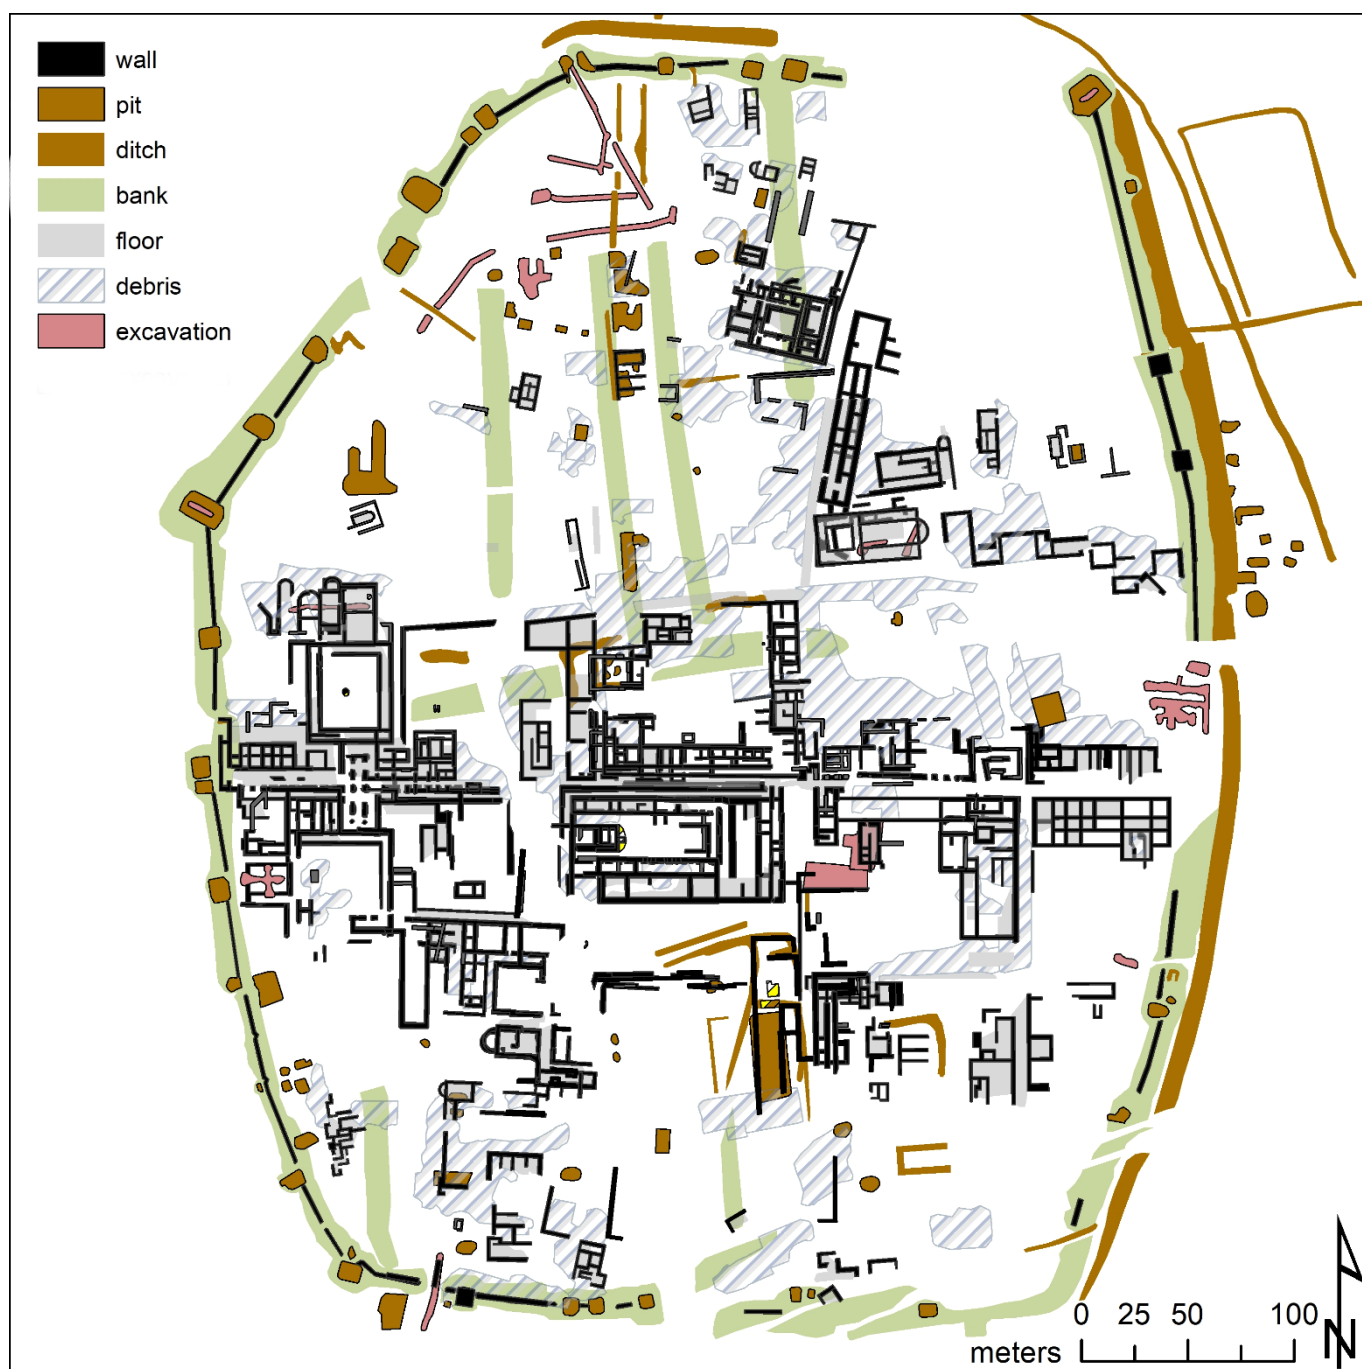 wall
pit
ditch
bank
floor
debris
excavation
0 25 50 100
meters
N